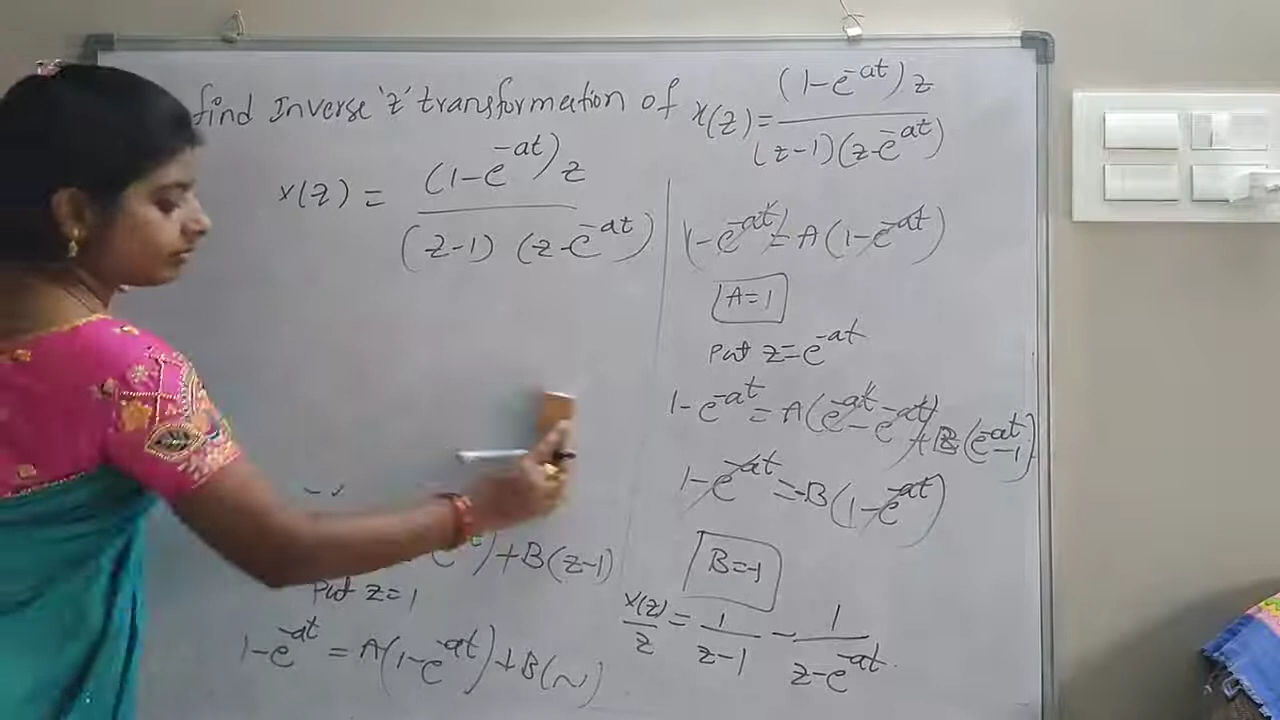 find Inverse 'z' transformation of x(z) = (1-e^-at) z / (z-1)(z-e^-at)
x(z) = (1-e^-at) z / (z-1) (z-e^-at)
e^-t) + B(z-1)
Put z=1
1-e^-at = A(1-e^-at) + B(~)
1-e^-at = A(1-e^-at)
A=1
Put z=e^-at
1-e^-at = A(e^-at - e^-at) + B(e^-at - 1)
1-e^-at = -B(1-e^-at)
B=-1
x(z)/z = 1/z-1 - 1/z-e^-at.